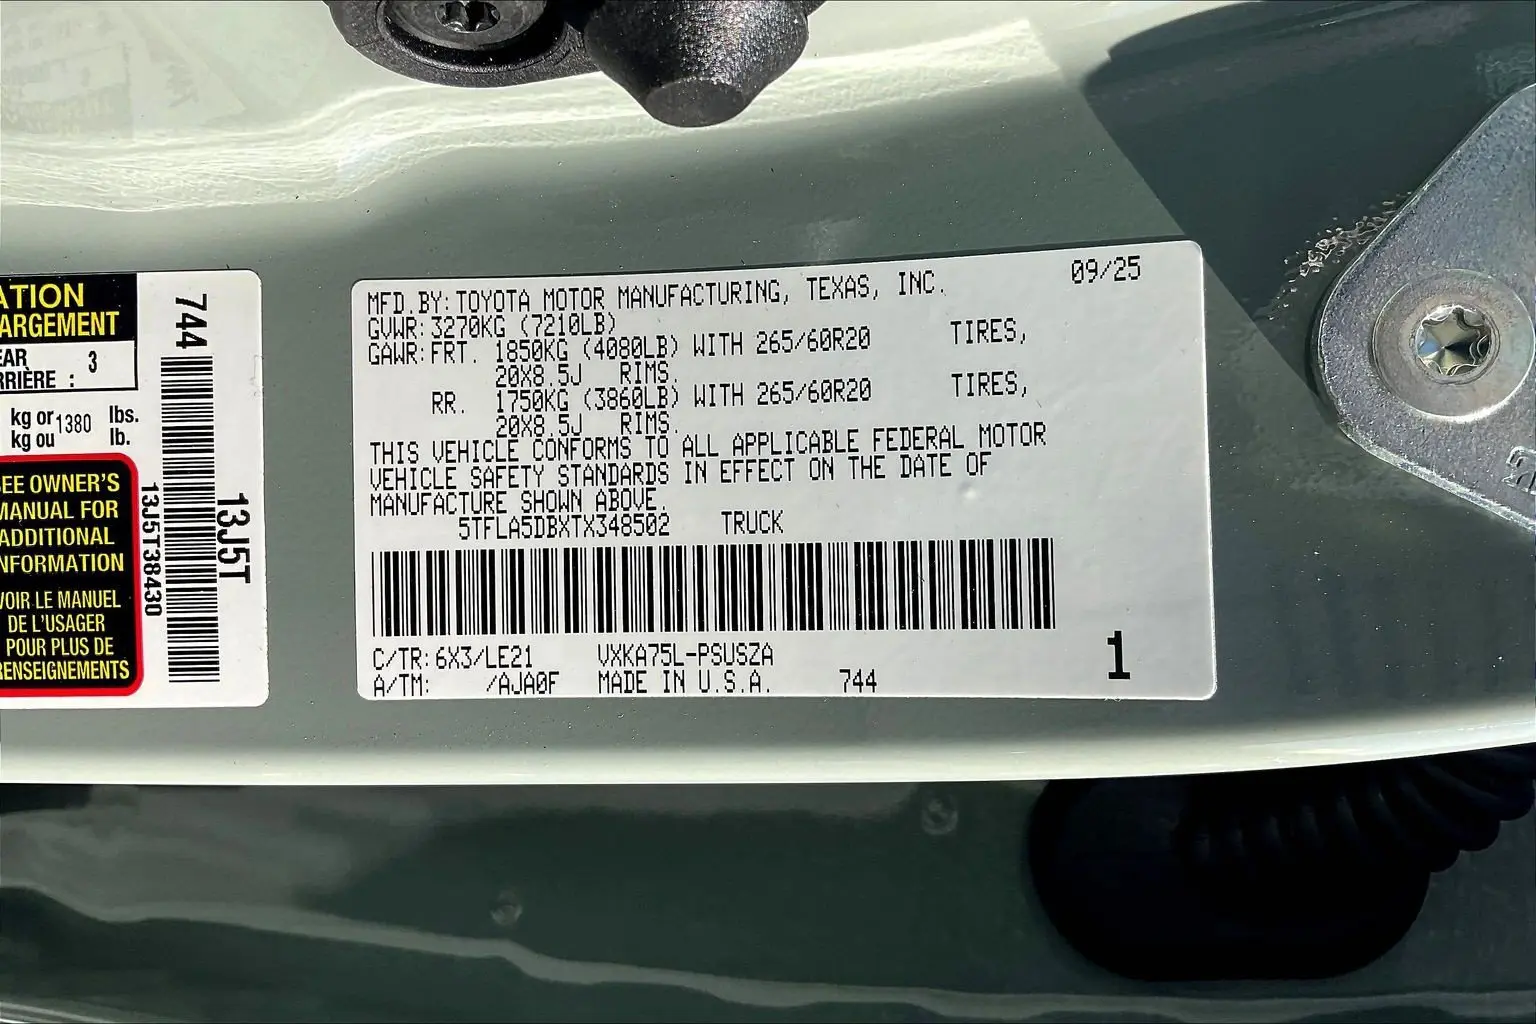 ATION
ARGEMENT
EAR
RRIÈRE : 3
kg or 1380 lbs.
kg ou lb.
SEE OWNER'S
MANUAL FOR
ADDITIONAL
INFORMATION
VOIR LE MANUEL
DE L'USAGER
POUR PLUS DE
RENSEIGNEMENTS
744
13J5T
13J5T38430
MFD.BY: TOYOTA MOTOR MANUFACTURING, TEXAS, INC. 09/25
GVWR: 3270KG (7210LB)
GAWR: FRT. 1850KG (4080LB) WITH 265/60R20 TIRES,
20X8.5J RIMS.
RR. 1750KG (3860LB) WITH 265/60R20 TIRES,
20X8.5J RIMS.
THIS VEHICLE CONFORMS TO ALL APPLICABLE FEDERAL MOTOR
VEHICLE SAFETY STANDARDS IN EFFECT ON THE DATE OF
MANUFACTURE SHOWN ABOVE.
5TFLA5DBXTX348502 TRUCK
C/TR: 6X3/LE21 VXKA75L-PSUSZA
A/TM: /AJA0F MADE IN U.S.A. 744
1